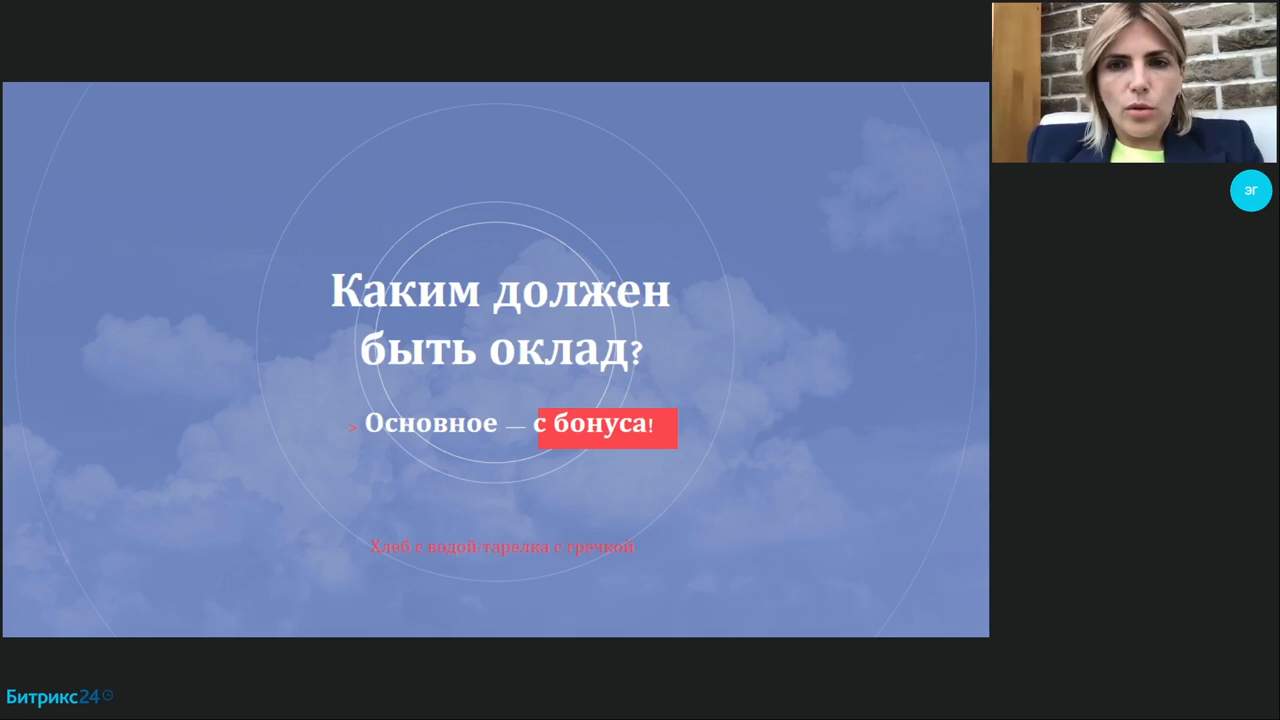 Каким должен
быть оклад?
> Основное — с бонуса!
Хлеб с водой-тарелка с гречкой
ЭГ
Битрикс24